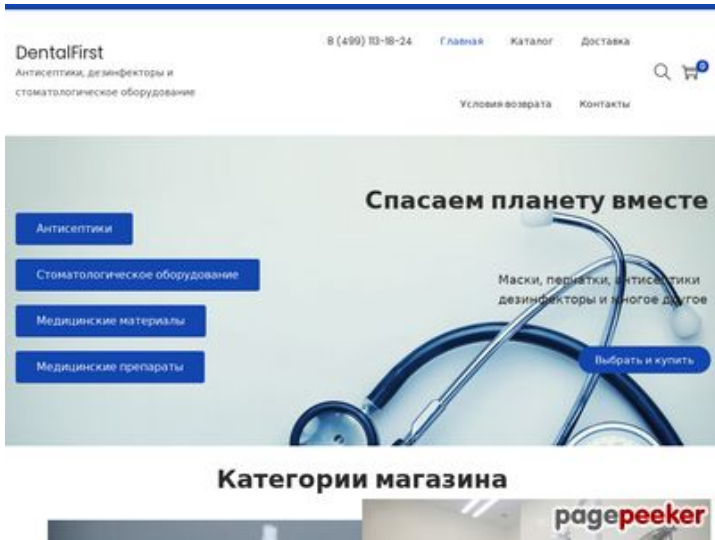 DentalFirst
Антисептики, дезинфекторы и
стоматологическое оборудование
8 (499) 113-18-24
Главная
Каталог
Доставка
0
Условия возврата
Контакты
Спасаем планету вместе
Антисептики
Стоматологическое оборудование
Медицинские материалы
Медицинские препараты
Маски, перчатки, антисептики
дезинфекторы и многое другое
Выбрать и купить
Категории магазина
pagepeeker